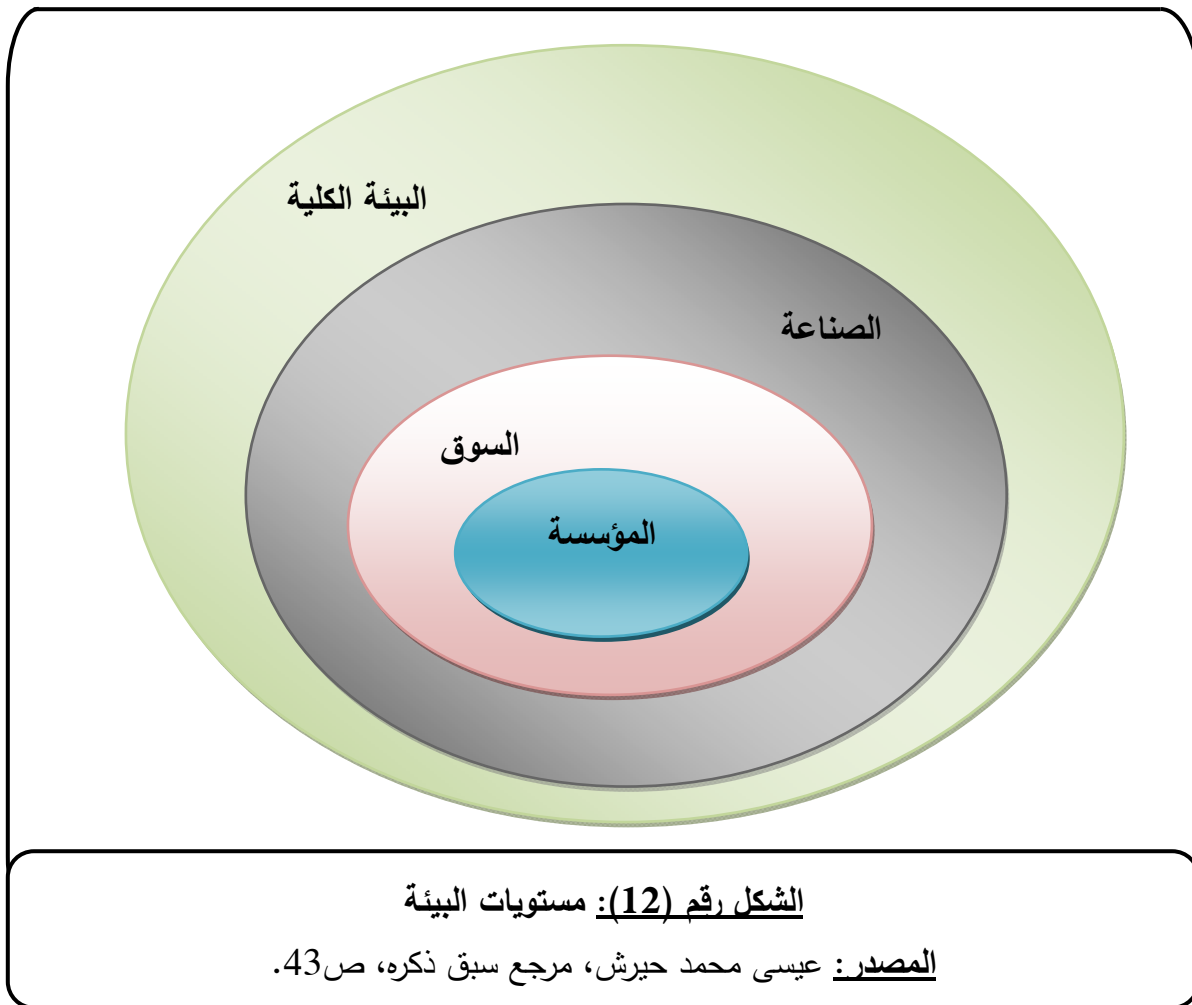 البيئة الكلية
الصناعة
السوق
المؤسسة
الشكل رقم (12): مستويات البيئة
المصدر: عيسى محمد حيرش، مرجع سبق ذكره، ص43.